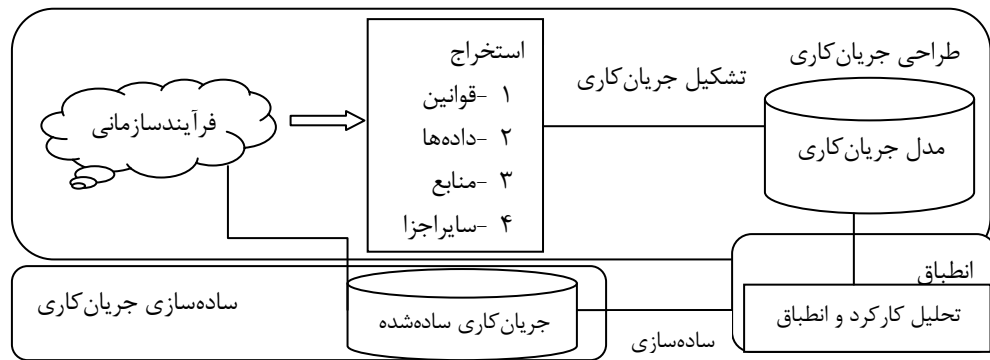 طراحی جریان‌کاری
استخراج
۱ -قوانین
۲ -داده‌ها
۳ -منابع
۴ -سایراجزا
تشکیل جریان‌کاری
فرآیندسازمانی
مدل جریان‌کاری
انطباق
تحلیل کارکرد و انطباق
ساده‌سازی جریان‌کاری
جریان‌کاری ساده‌شده
ساده‌سازی